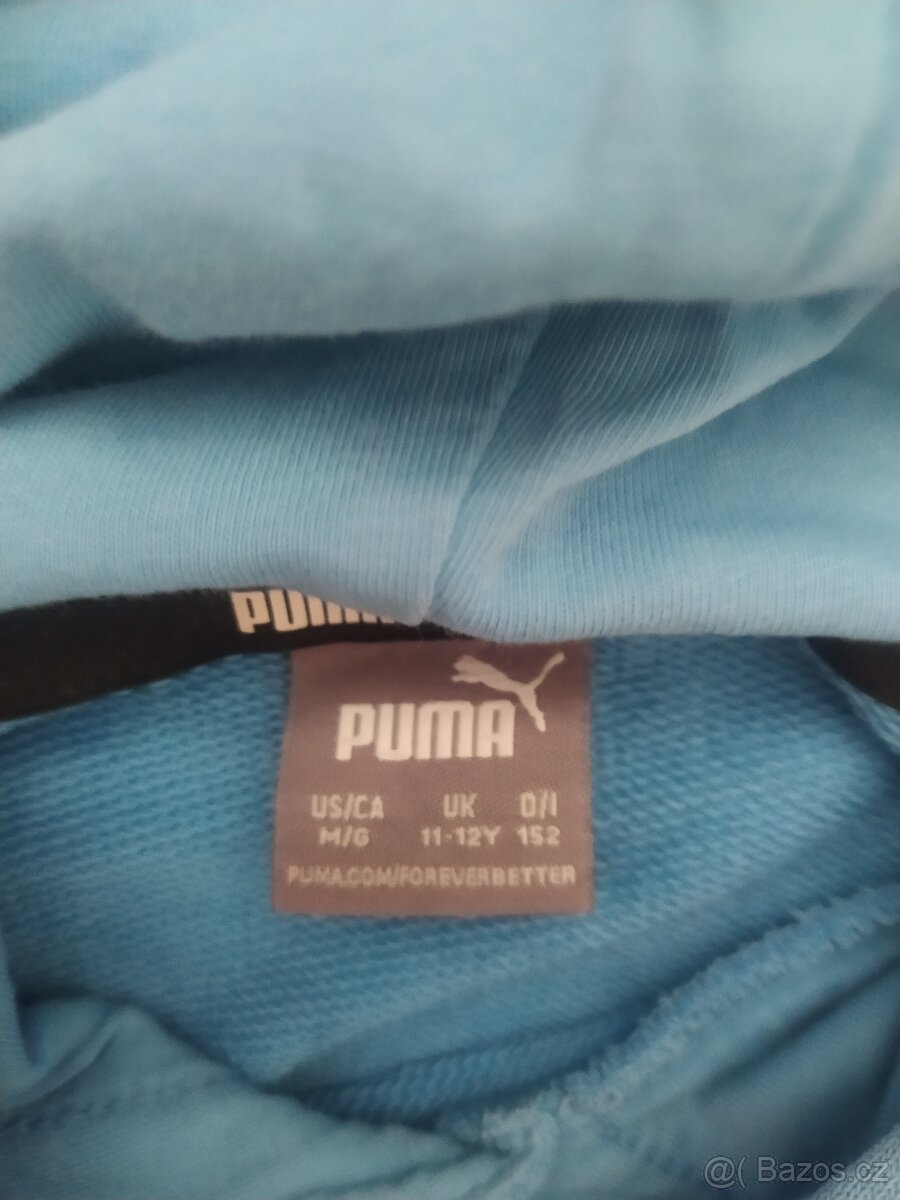 PUMA
PUMA
US/CA UK D/I
M/G 11-12Y 152
PUMA.COM/FOREVERBETTER
@( Bazos.cz